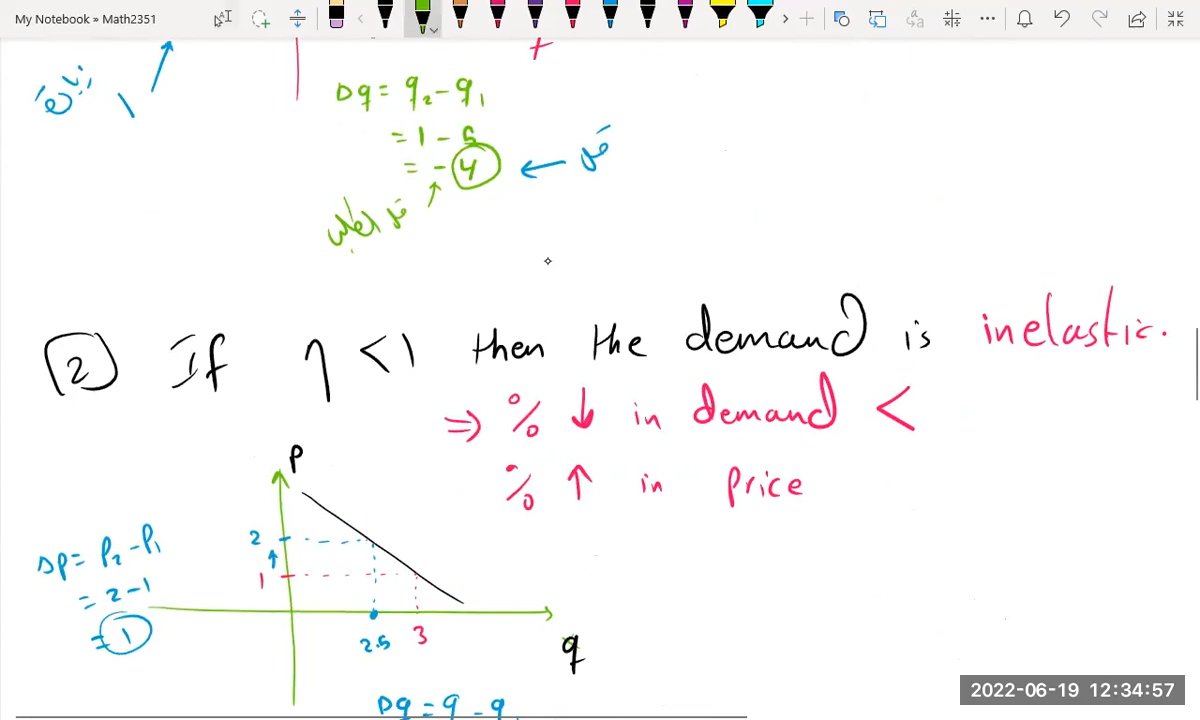 My Notebook » Math2351
1
Δq = q₂ - q₁
= 1 - 5
= - 4
2 If η < 1 then the demand is inelastic.
⇒ % ↓ in demand <
% ↑ in price
P
Δp = P₂ - P₁
= 2 - 1
= 1
2
1
2.5 3
q
Δq = q - q
2022-06-19 12:34:57